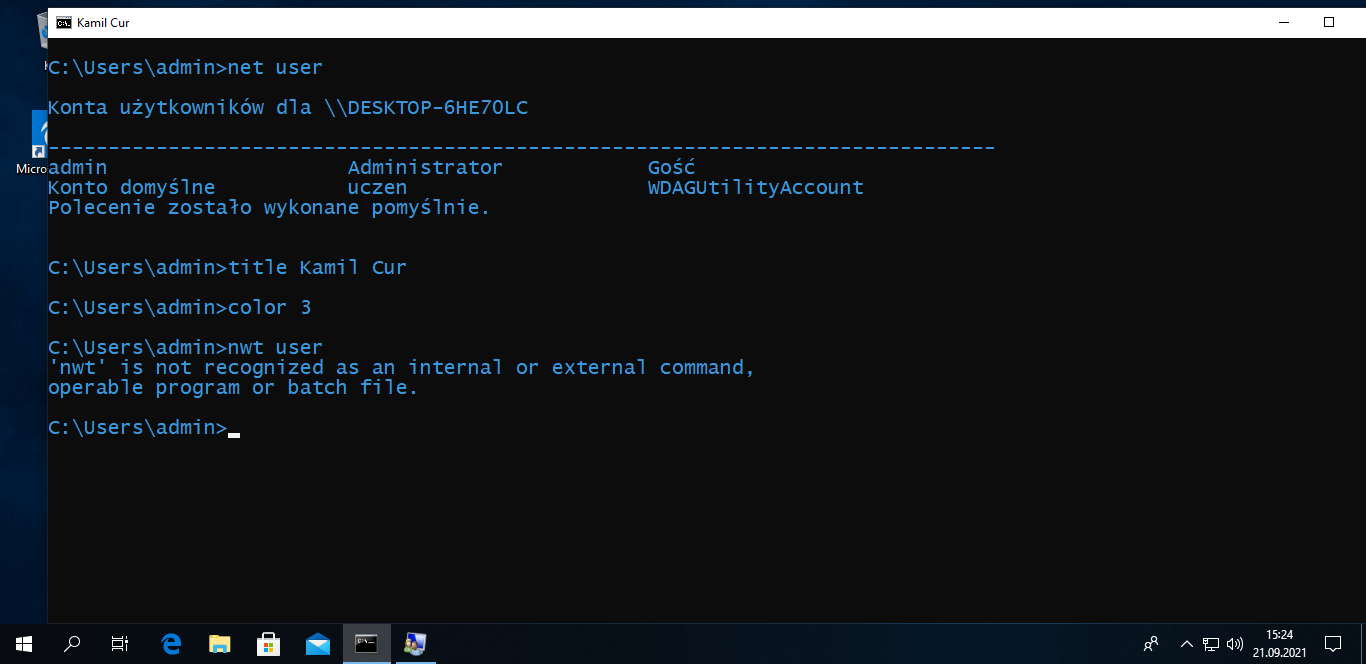 Kamil Cur
C:\Users\admin>net user
Konta użytkowników dla \\DESKTOP-6HE70LC
-------------------------------------------------------------------------------
admin Administrator Gość
Konto domyślne uczen WDAGUtilityAccount
Polecenie zostało wykonane pomyślnie.
C:\Users\admin>title Kamil Cur
C:\Users\admin>color 3
C:\Users\admin>nwt user
'nwt' is not recognized as an internal or external command,
operable program or batch file.
C:\Users\admin>
Micro
15:24
21.09.2021